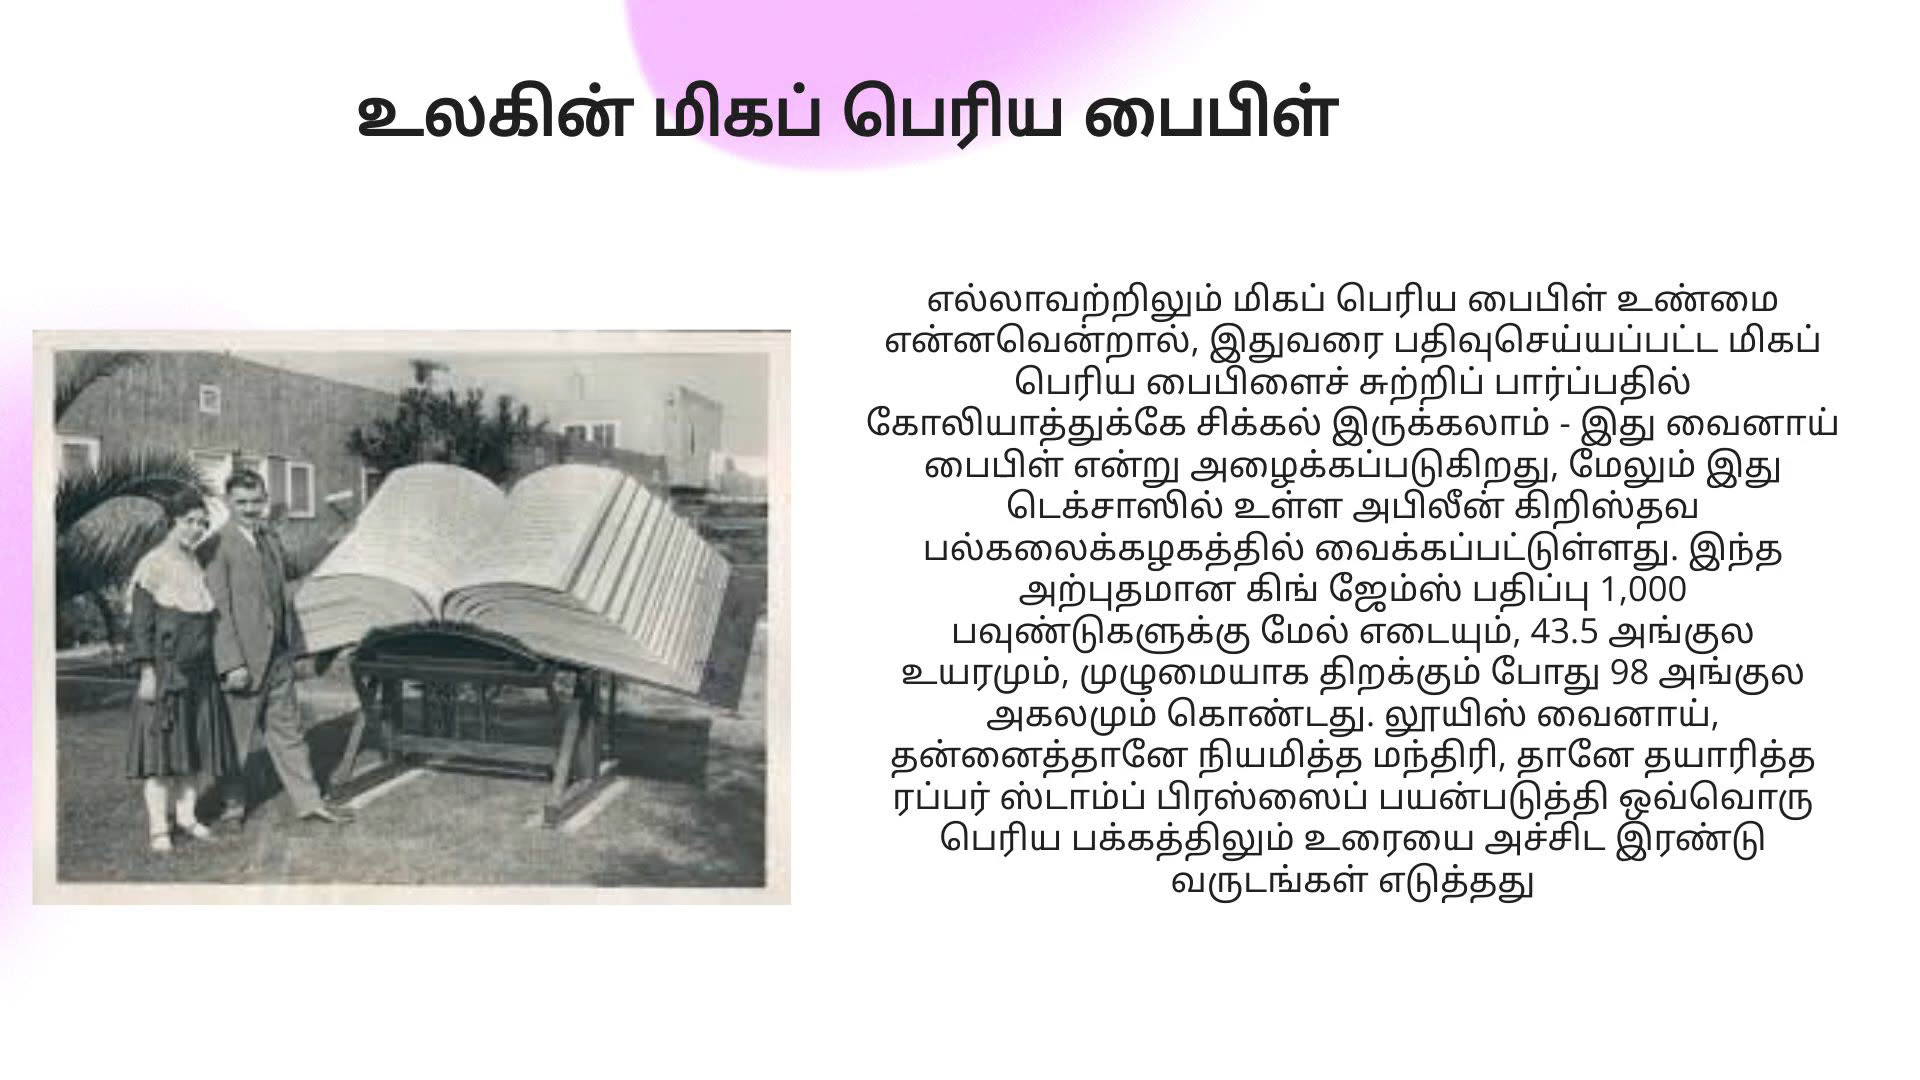 உலகின் மிகப் பெரிய பைபிள்
எல்லாவற்றிலும் மிகப் பெரிய பைபிள் உண்மை
என்னவென்றால், இதுவரை பதிவுசெய்யப்பட்ட மிகப்
பெரிய பைபிளைச் சுற்றிப் பார்ப்பதில்
கோலியாத்துக்கே சிக்கல் இருக்கலாம் - இது வைனாய்
பைபிள் என்று அழைக்கப்படுகிறது, மேலும் இது
டெக்சாஸில் உள்ள அபிலீன் கிறிஸ்தவ
பல்கலைக்கழகத்தில் வைக்கப்பட்டுள்ளது. இந்த
அற்புதமான கிங் ஜேம்ஸ் பதிப்பு 1,000
பவுண்டுகளுக்கு மேல் எடையும், 43.5 அங்குல
உயரமும், முழுமையாக திறக்கும் போது 98 அங்குல
அகலமும் கொண்டது. லூயிஸ் வைனாய்,
தன்னைத்தானே நியமித்த மந்திரி, தானே தயாரித்த
ரப்பர் ஸ்டாம்ப் பிரஸ்ஸைப் பயன்படுத்தி ஒவ்வொரு
பெரிய பக்கத்திலும் உரையை அச்சிட இரண்டு
வருடங்கள் எடுத்தது